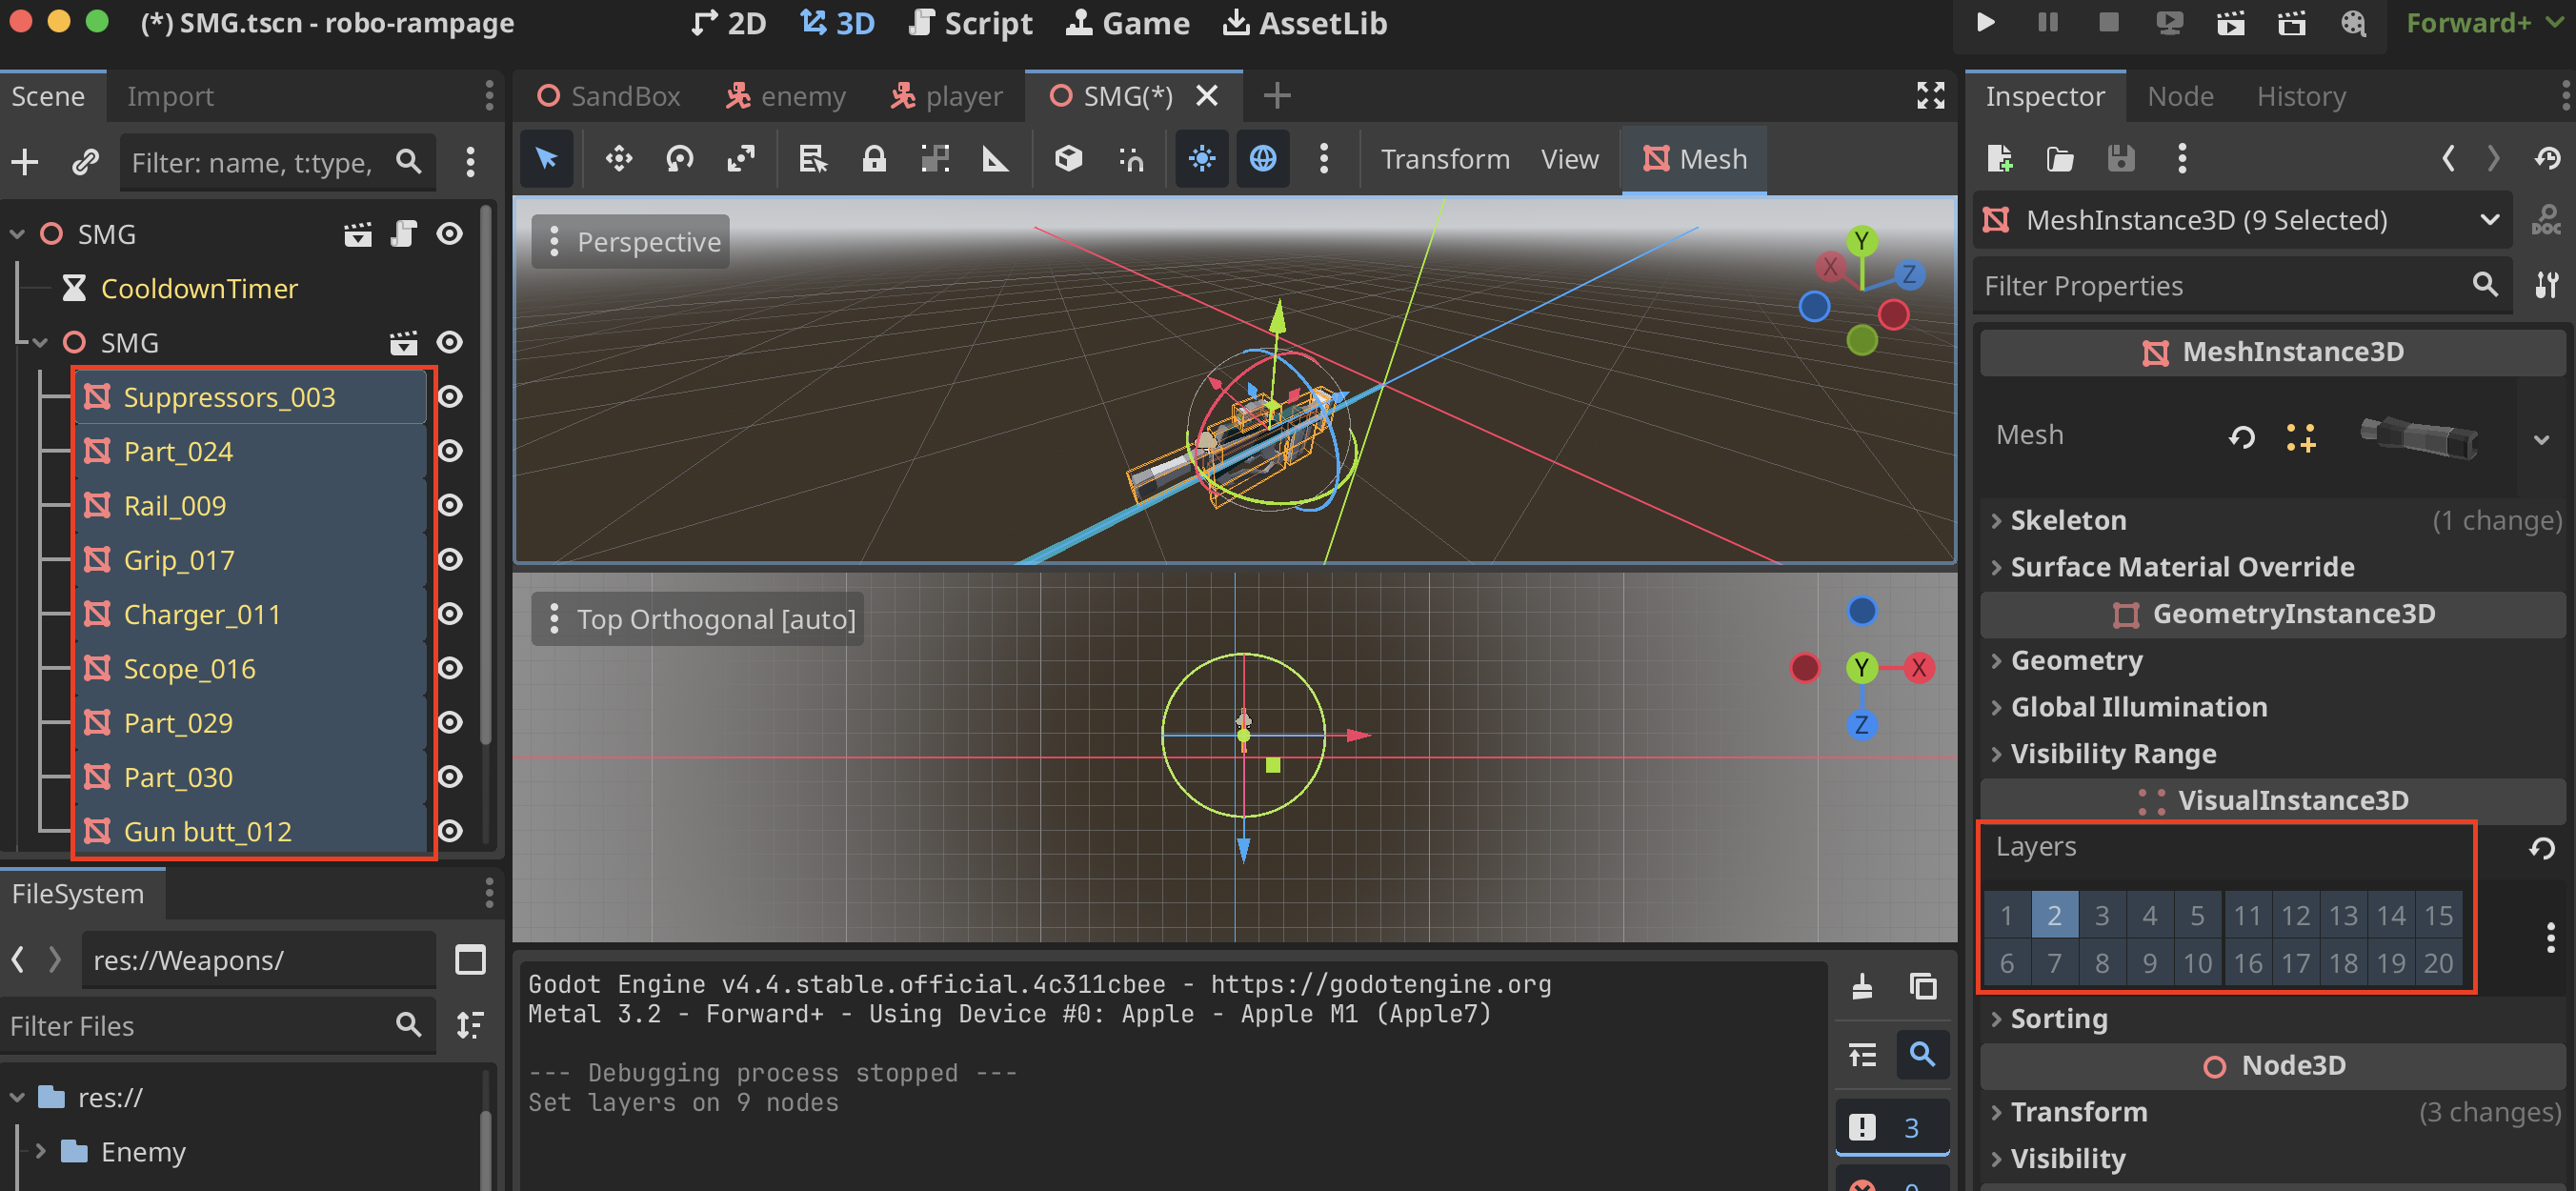 (*) SMG.tscn - robo-rampage
2D 3D Script Game AssetLib
Forward+
Scene Import
Filter: name, t:type,
SMG
CooldownTimer
SMG
Suppressors_003
Part_024
Rail_009
Grip_017
Charger_011
Scope_016
Part_029
Part_030
Gun butt_012
FileSystem
res://Weapons/
Filter Files
res://
Enemy
SandBox enemy player SMG(*)
Transform View Mesh
Perspective
Y
X
Z
Top Orthogonal [auto]
Y X
Z
Godot Engine v4.4.stable.official.4c311cbee - https://godotengine.org
Metal 3.2 - Forward+ - Using Device #0: Apple - Apple M1 (Apple7)
--- Debugging process stopped ---
Set layers on 9 nodes
3
Inspector Node History
MeshInstance3D (9 Selected)
DOC
Filter Properties
MeshInstance3D
Mesh
Skeleton (1 change)
Surface Material Override
GeometryInstance3D
Geometry
Global Illumination
Visibility Range
VisualInstance3D
Layers
1 2 3 4 5 11 12 13 14 15
6 7 8 9 10 16 17 18 19 20
Sorting
Node3D
Transform (3 changes)
Visibility